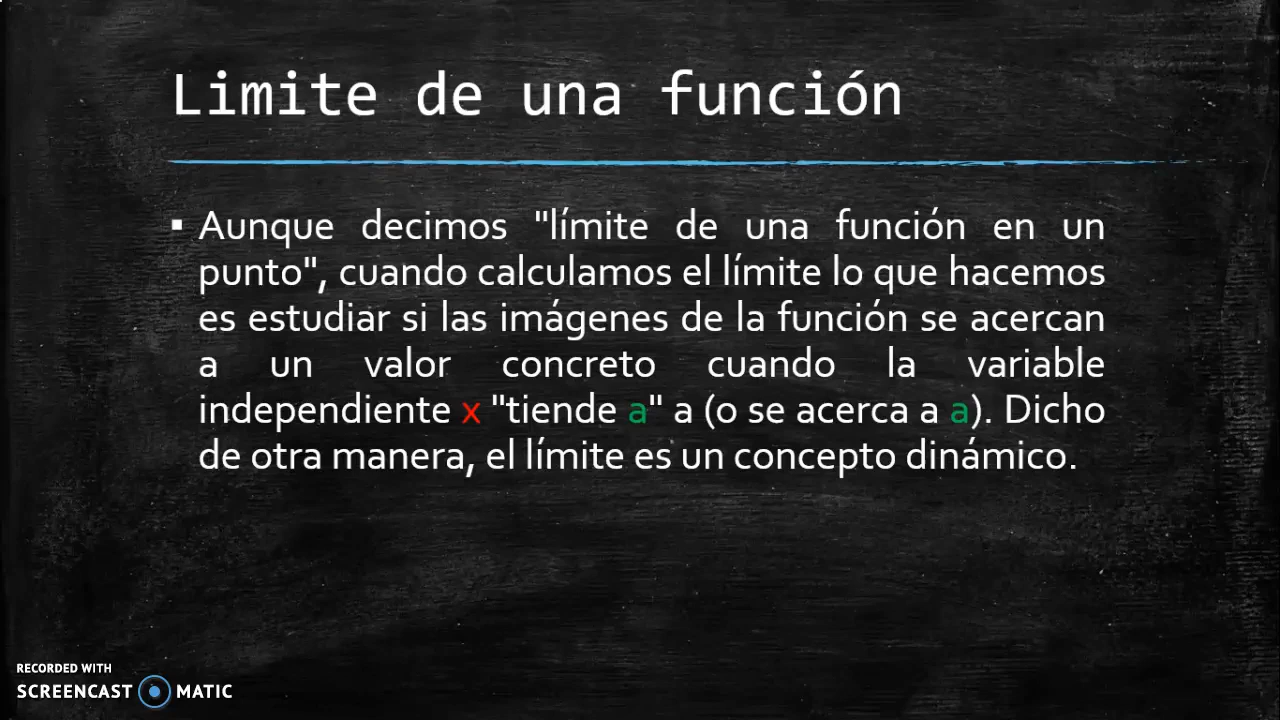 Limite de una función
▪ Aunque decimos "límite de una función en un
punto", cuando calculamos el límite lo que hacemos
es estudiar si las imágenes de la función se acercan
a un valor concreto cuando la variable
independiente x "tiende a" a (o se acerca a a). Dicho
de otra manera, el límite es un concepto dinámico.
RECORDED WITH
SCREENCAST MATIC